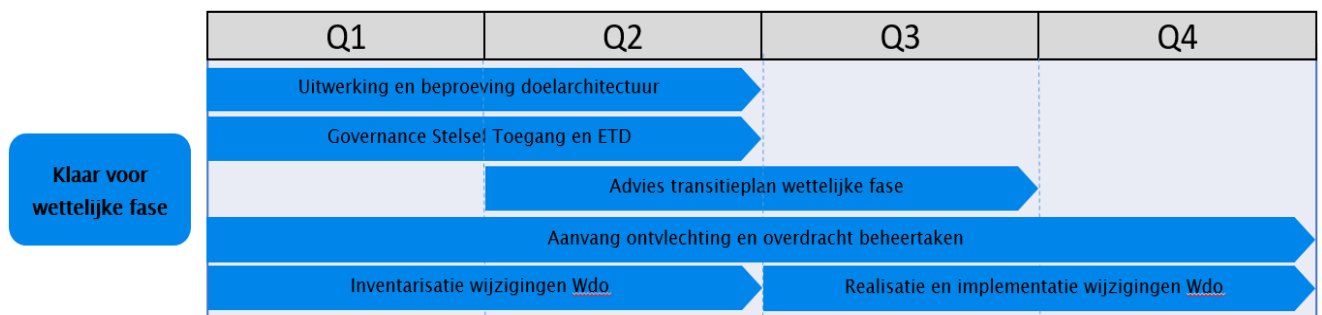 Q1 Q2 Q3 Q4
Uitwerking en beproeving doelarchitectuur
Governance Stelsel Toegang en ETD
Klaar voor
wettelijke fase
Advies transitieplan wettelijke fase
Aanvang ontvlechting en overdracht beheertaken
Inventarisatie wijzigingen Wdo
Realisatie en implementatie wijzigingen Wdo